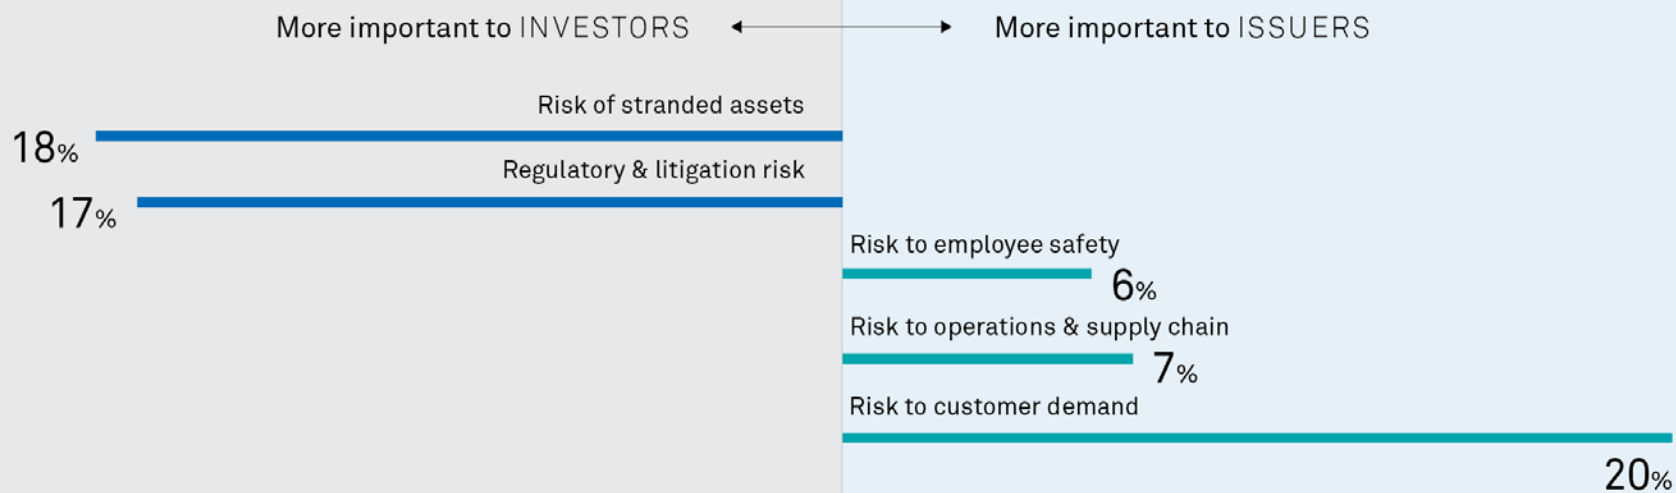 More important to INVESTORS
More important to ISSUERS
Risk of stranded assets
18%
Regulatory & litigation risk
17%
Risk to employee safety
6%
Risk to operations & supply chain
7%
Risk to customer demand
20%